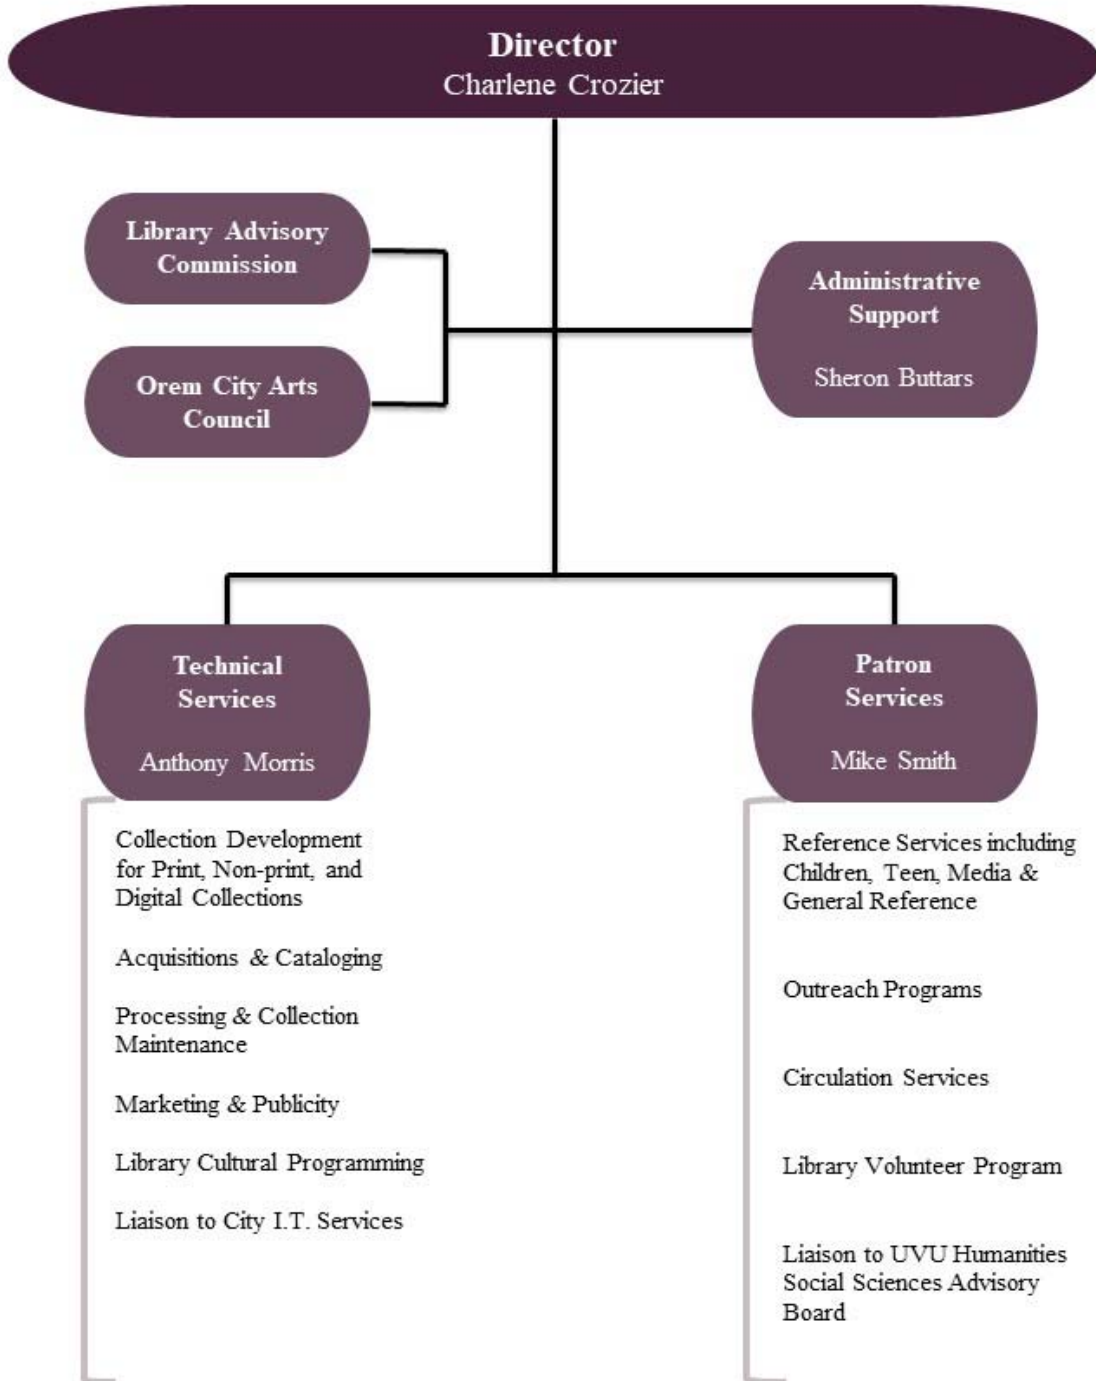 Director
Charlene Crozier
Library Advisory
Commission
Administrative
Support
Sheron Buttars
Orem City Arts
Council
Technical
Services
Anthony Morris
Patron
Services
Mike Smith
Collection Development
for Print, Non-print, and
Digital Collections
Acquisitions & Cataloging
Processing & Collection
Maintenance
Marketing & Publicity
Library Cultural Programming
Liaison to City I.T. Services
Reference Services including
Children, Teen, Media &
General Reference
Outreach Programs
Circulation Services
Library Volunteer Program
Liaison to UVU Humanities
Social Sciences Advisory
Board